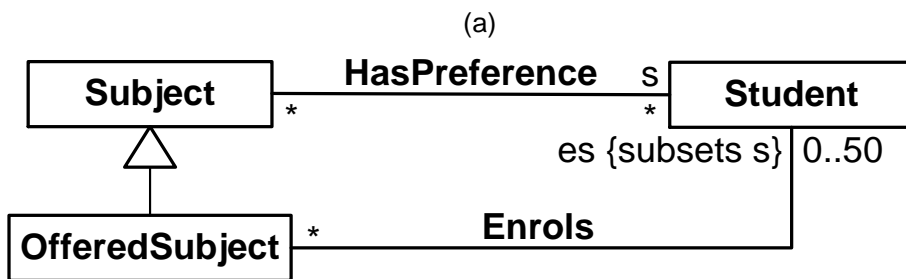 (a)
HasPreference s
Subject Student
* *
es {subsets s} 0..50
* Enrols
OfferedSubject